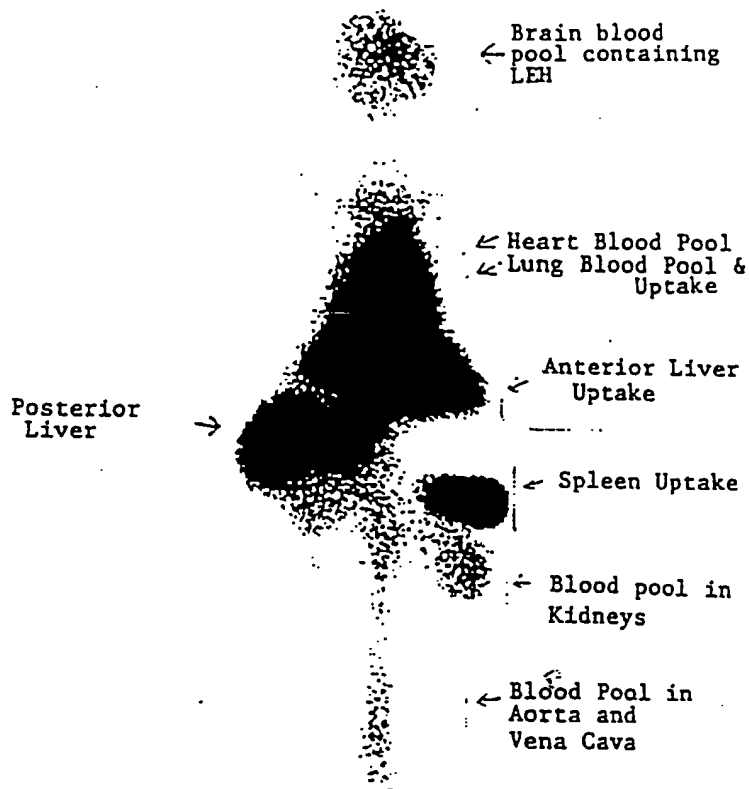 Brain blood
pool containing
LEH
Heart Blood Pool
Lung Blood Pool &
Uptake
Anterior Liver
Uptake
Posterior
Liver
Spleen Uptake
Blood pool in
Kidneys
Blood Pool in
Aorta and
Vena Cava